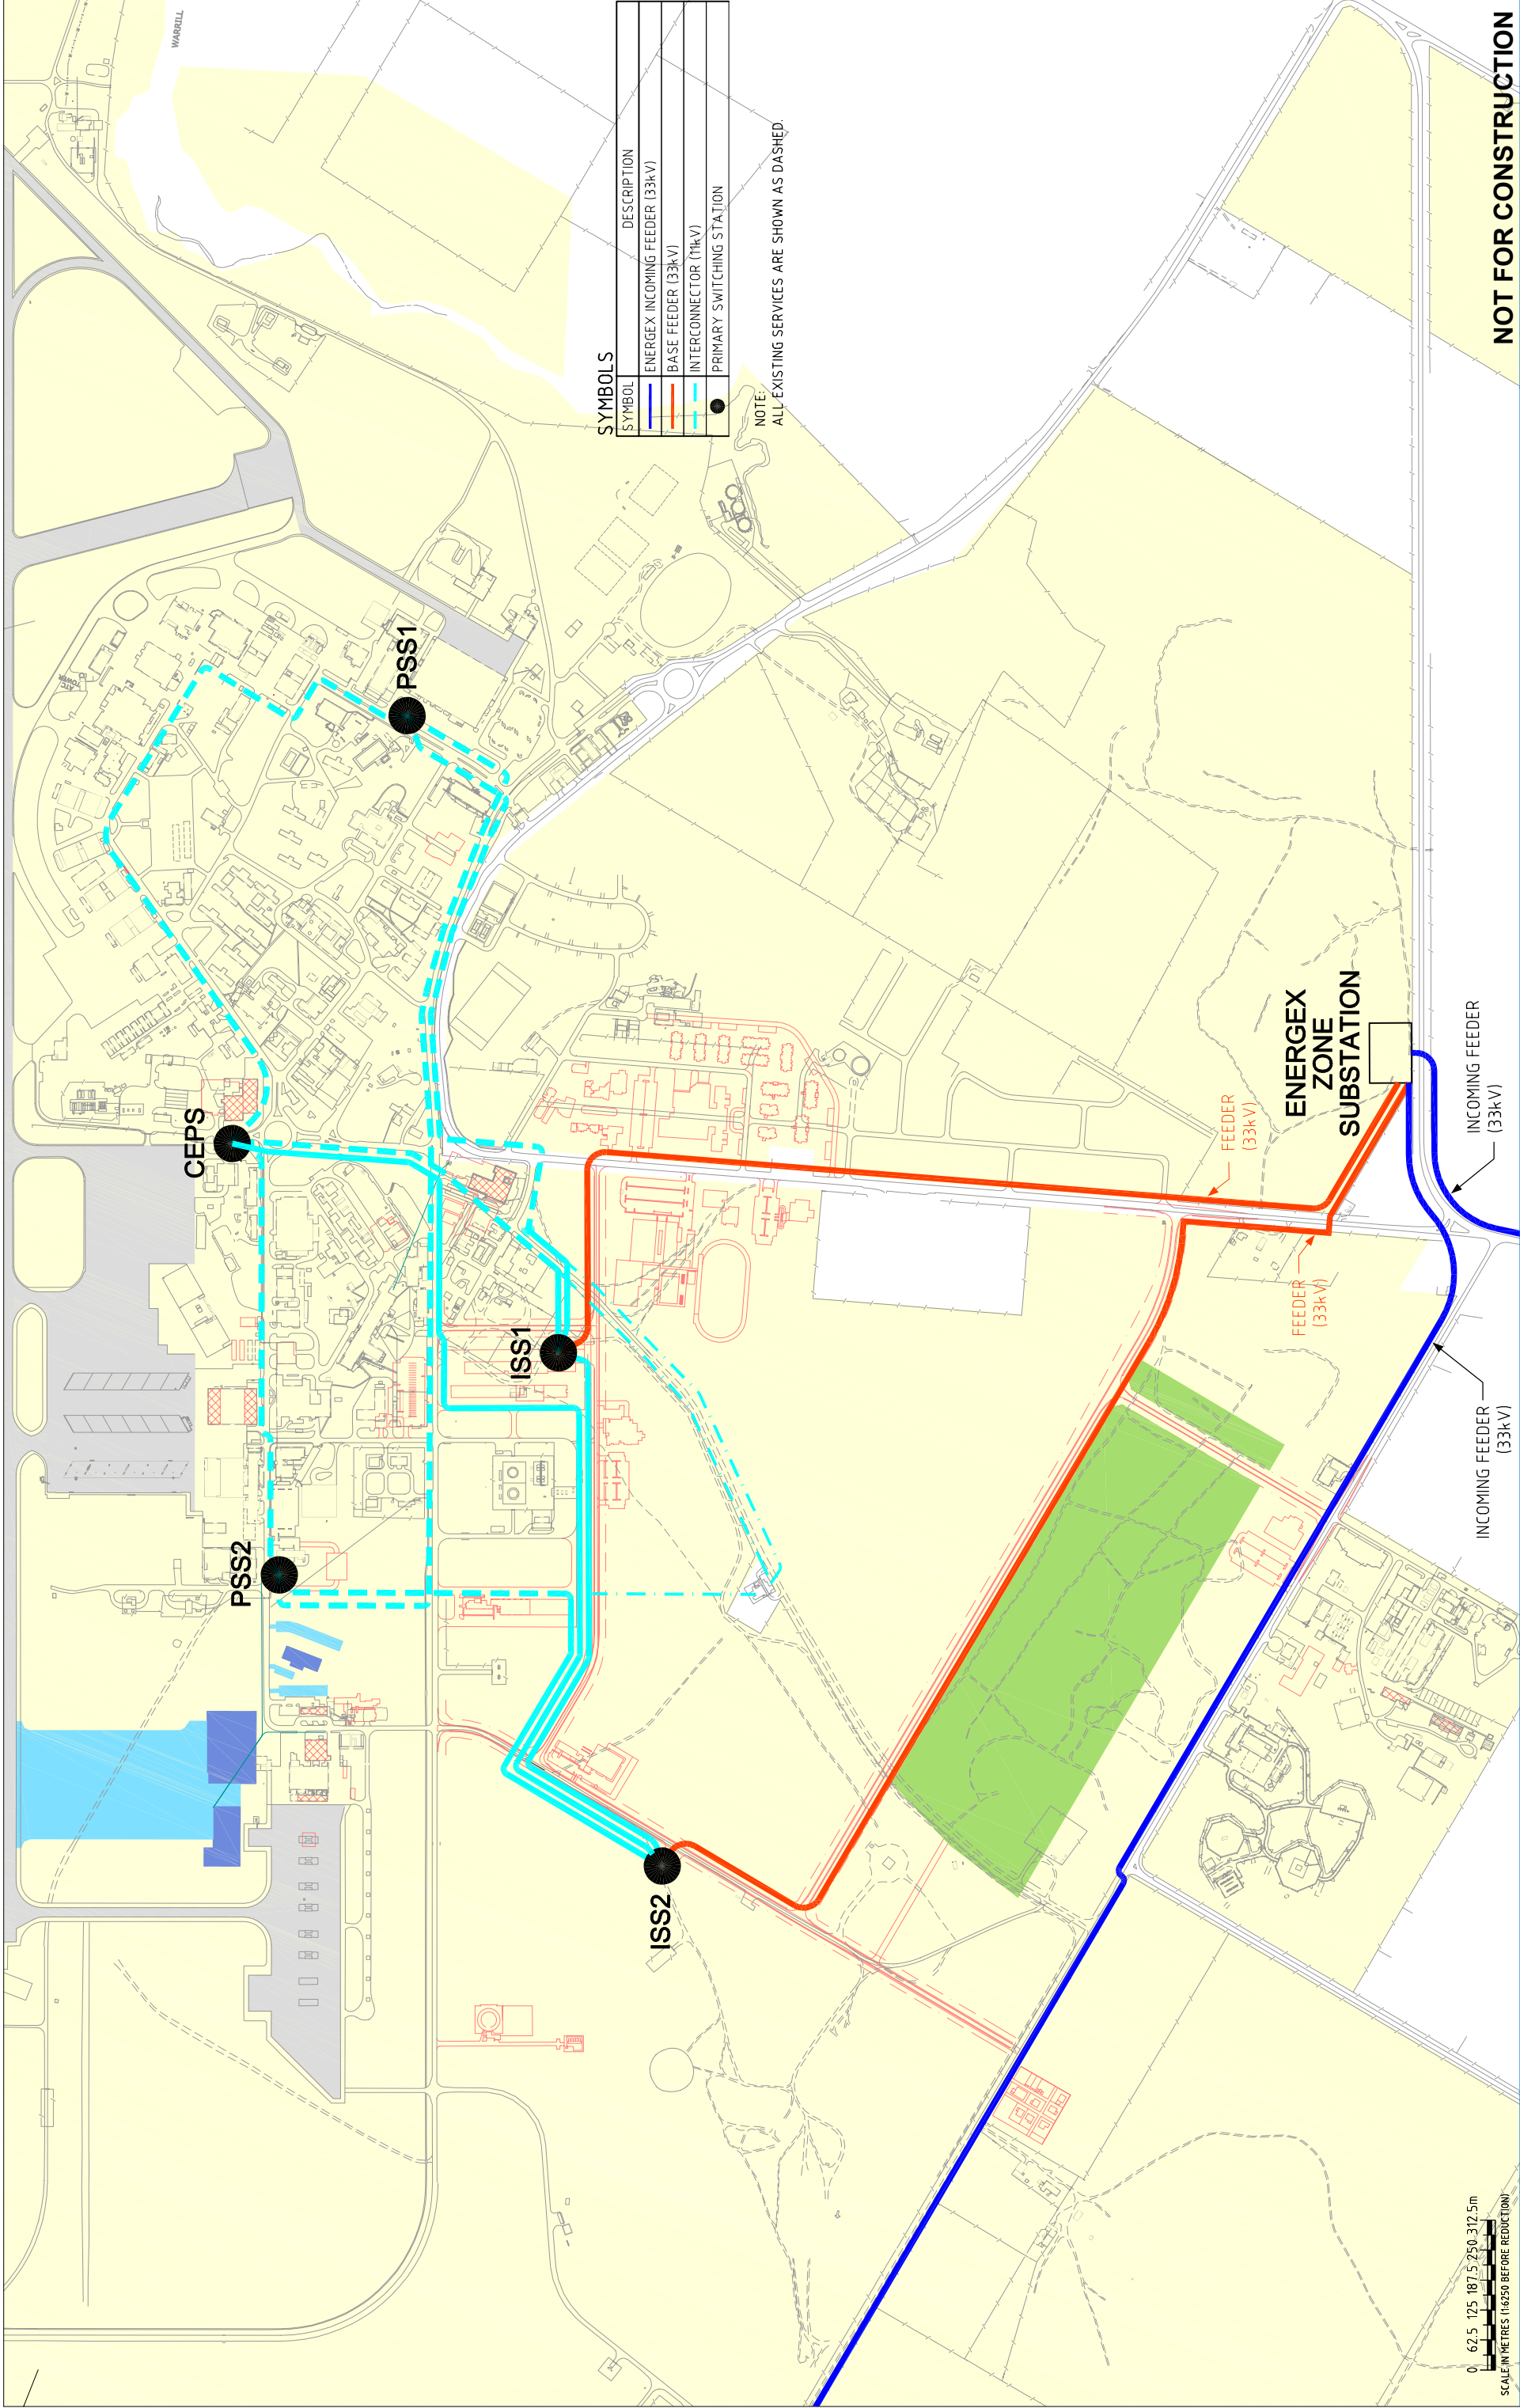 WARRILL
ATC
TOWER
PSS1
CEPS
PSS2
ISS1
ISS2
SYMBOLS
SYMBOL DESCRIPTION
ENERGEX INCOMING FEEDER (33kV)
BASE FEEDER (33kV)
INTERCONNECTOR (11kV)
PRIMARY SWITCHING STATION
NOTE:
ALL EXISTING SERVICES ARE SHOWN AS DASHED.
ENERGEX
ZONE
SUBSTATION
FEEDER
(33kV)
FEEDER
(33kV)
INCOMING FEEDER
(33kV)
INCOMING FEEDER
(33kV)
0 62.5 125 187.5 250 312.5m
SCALE IN METRES (1:6250 BEFORE REDUCTION)
NOT FOR CONSTRUCTION